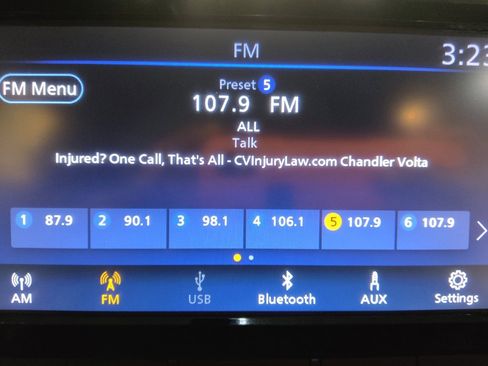 FM
3:23
FM Menu
Preset 5
107.9 FM
ALL
Talk
Injured? One Call, That's All - CVInjuryLaw.com Chandler Volta
1 87.9 2 90.1 3 98.1 4 106.1 5 107.9 6 107.9
AM FM USB Bluetooth AUX Settings